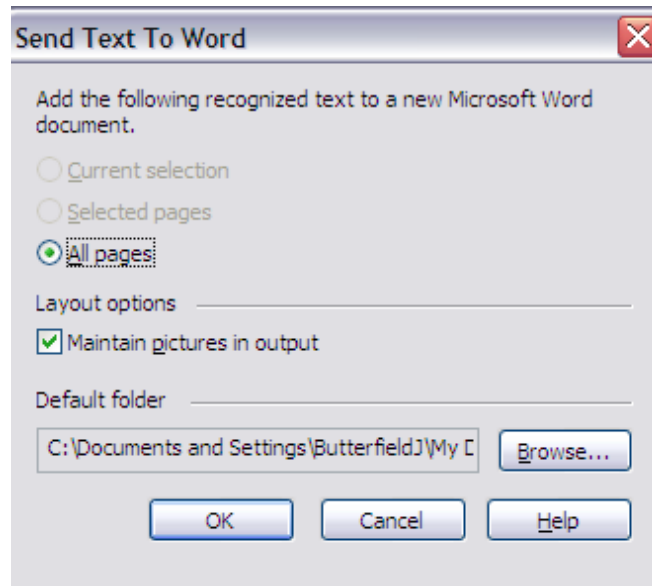 Send Text To Word
Add the following recognized text to a new Microsoft Word
document.
Current selection
Selected pages
All pages
Layout options
Maintain pictures in output
Default folder
C:\Documents and Settings\ButterfieldJ\My D
Browse...
OK Cancel Help